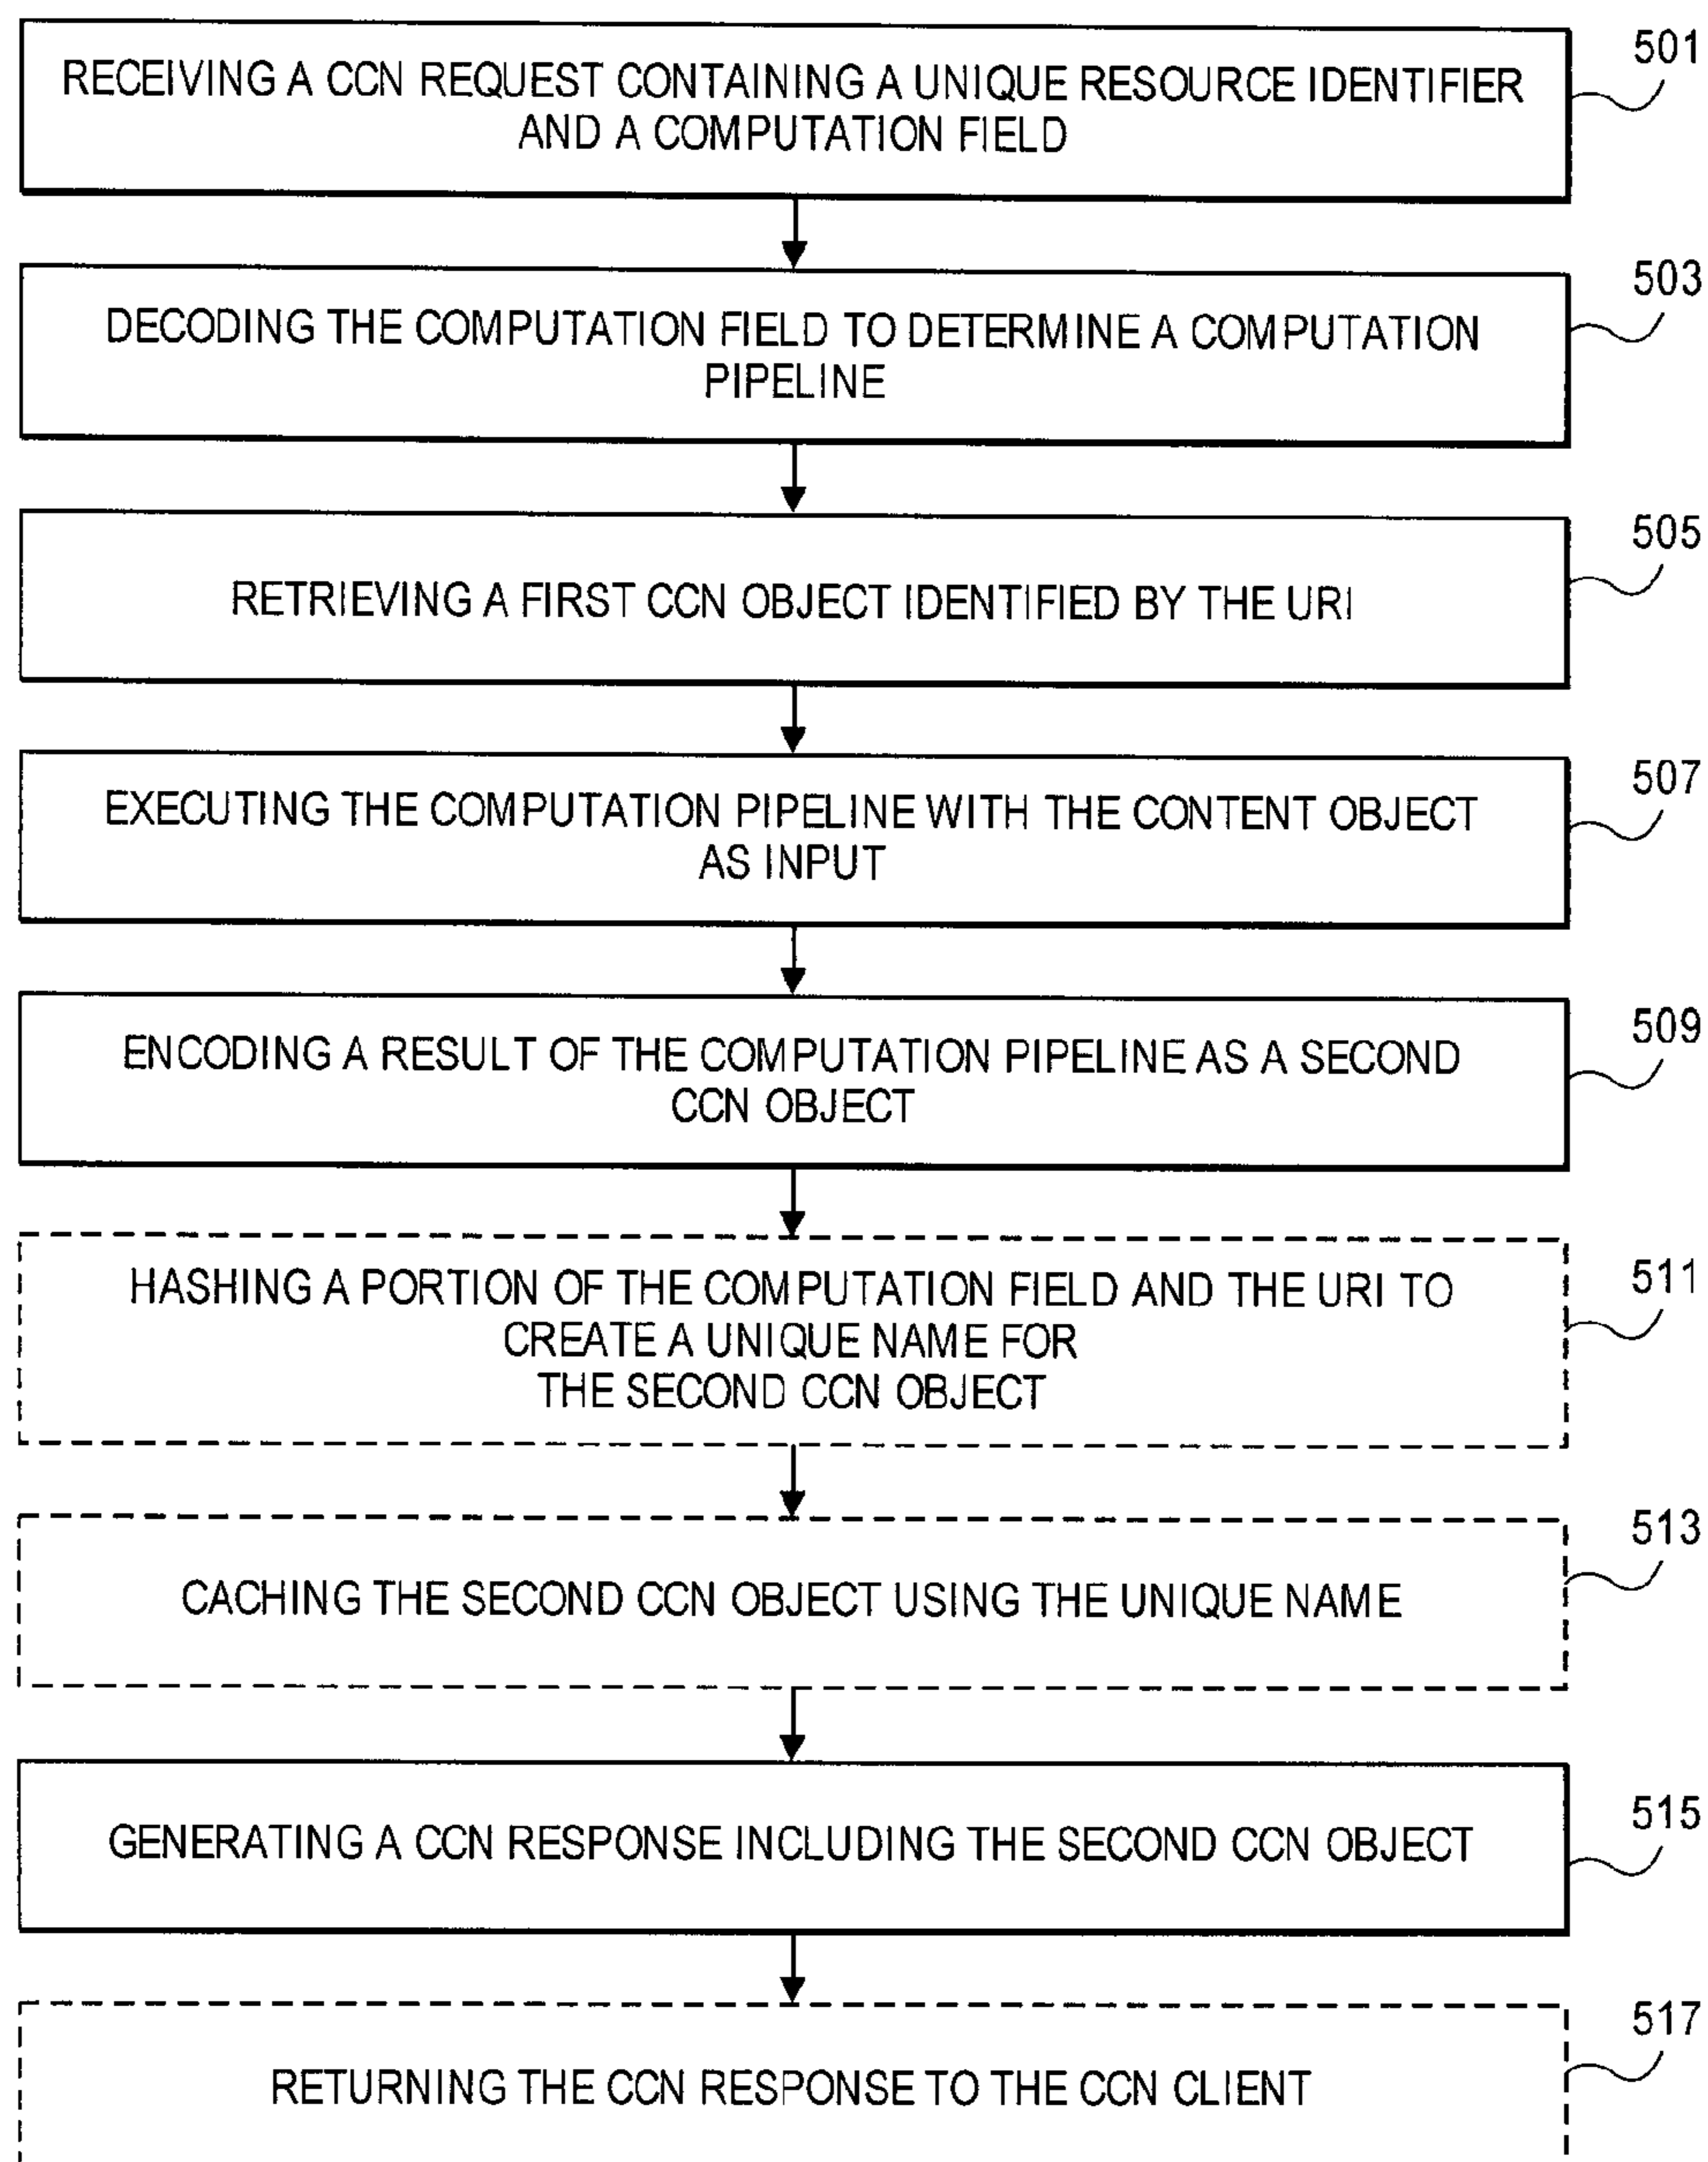 501
RECEIVING A CCN REQUEST CONTAINING A UNIQUE RESOURCE IDENTIFIER
AND A COMPUTATION FIELD
503
DECODING THE COMPUTATION FIELD TO DETERMINE A COMPUTATION
PIPELINE
505
RETRIEVING A FIRST CCN OBJECT IDENTIFIED BY THE URI
507
EXECUTING THE COMPUTATION PIPELINE WITH THE CONTENT OBJECT
AS INPUT
509
ENCODING A RESULT OF THE COMPUTATION PIPELINE AS A SECOND
CCN OBJECT
511
HASHING A PORTION OF THE COMPUTATION FIELD AND THE URI TO
CREATE A UNIQUE NAME FOR
THE SECOND CCN OBJECT
513
CACHING THE SECOND CCN OBJECT USING THE UNIQUE NAME
515
GENERATING A CCN RESPONSE INCLUDING THE SECOND CCN OBJECT
517
RETURNING THE CCN RESPONSE TO THE CCN CLIENT